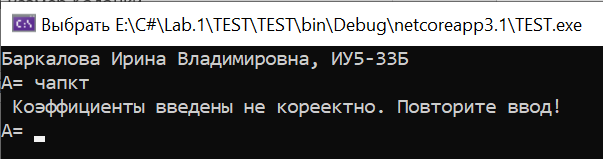 Выбрать E:\C#\Lab.1\TEST\TEST\bin\Debug\netcoreapp3.1\TEST.exe
Баркалова Ирина Владимировна, ИУ5-33Б
A= чапкт
Коэффициенты введены не кореектно. Повторите ввод!
A=